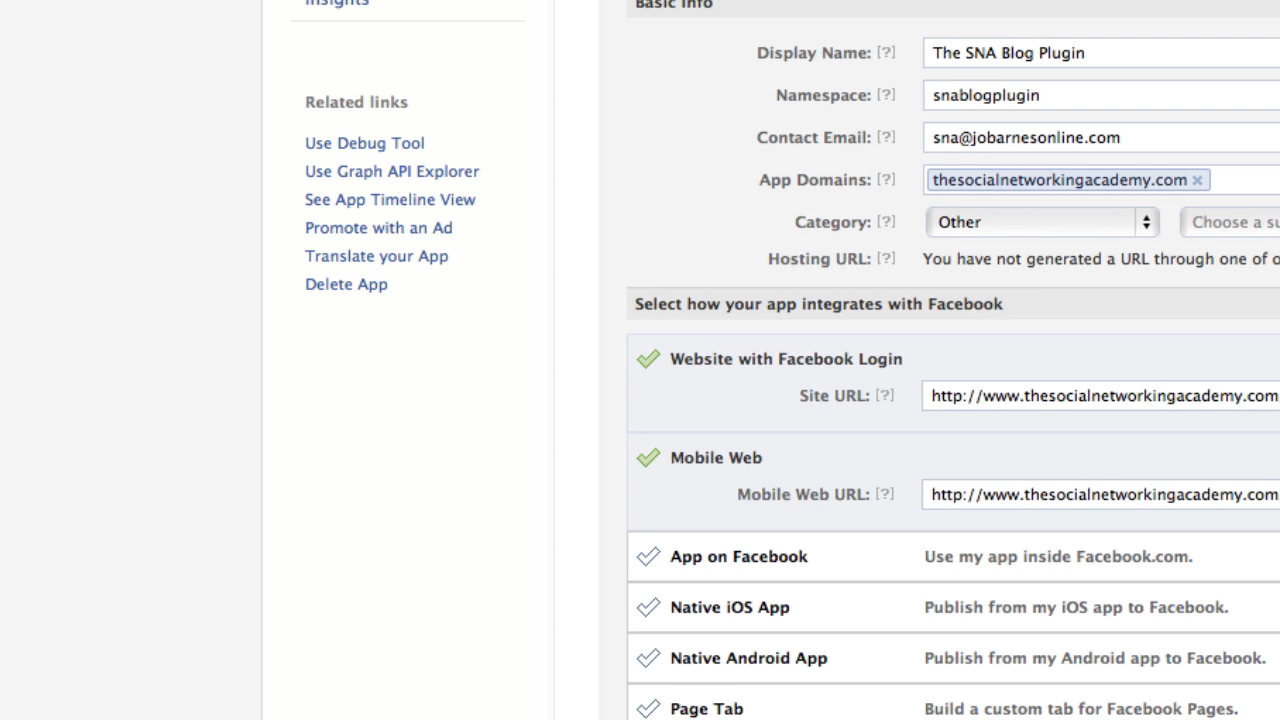 Insights
Related links
Use Debug Tool
Use Graph API Explorer
See App Timeline View
Promote with an Ad
Translate your App
Delete App
Basic Info
Display Name: [?] The SNA Blog Plugin
Namespace: [?] snablogplugin
Contact Email: [?] sna@jobarnesonline.com
App Domains: [?] thesocialnetworkingacademy.com ×
Category: [?] Other Choose a su
Hosting URL: [?] You have not generated a URL through one of o
Select how your app integrates with Facebook
Website with Facebook Login
Site URL: [?] http://www.thesocialnetworkingacademy.com
Mobile Web
Mobile Web URL: [?] http://www.thesocialnetworkingacademy.com
App on Facebook Use my app inside Facebook.com.
Native iOS App Publish from my iOS app to Facebook.
Native Android App Publish from my Android app to Facebook.
Page Tab Build a custom tab for Facebook Pages.